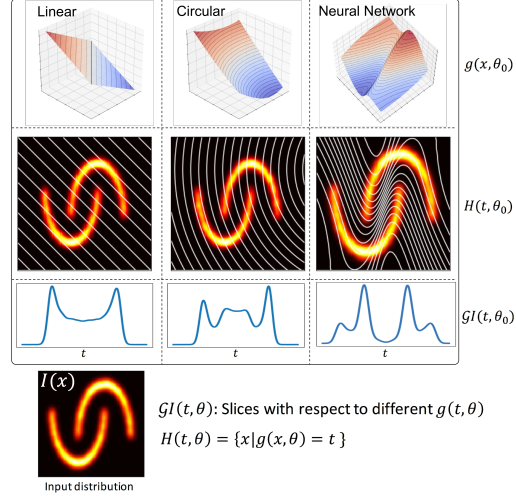 Linear
Circular
Neural Network
g(x, θ₀)
H(t, θ₀)
𝒢I(t, θ₀)
t
t
t
I(x)
𝒢I(t, θ): Slices with respect to different g(t, θ)
H(t, θ) = {x|g(x, θ) = t }
Input distribution